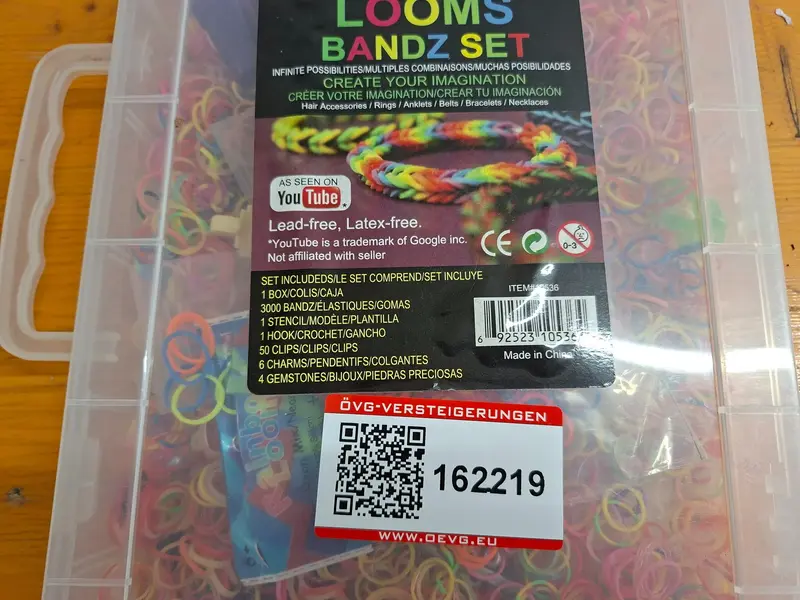 LOOMS
BANDZ SET
INFINITE POSSIBILITIES/MULTIPLES COMBINAISONS/MUCHAS POSIBILIDADES
CREATE YOUR IMAGINATION
CRÉER VOTRE IMAGINATION/CREAR TU IMAGINACIÓN
Hair Accessories / Rings / Anklets / Belts / Bracelets / Necklaces
AS SEEN ON
YouTube*
Lead-free, Latex-free.
*YouTube is a trademark of Google inc.
Not affiliated with seller
CE
0-3
SET INCLUDEDS/LE SET COMPREND/SET INCLUYE
1 BOX/COLIS/CAJA
3000 BANDZ/ÉLASTIQUES/GOMAS
1 STENCIL/MODÈLE/PLANTILLA
1 HOOK/CROCHET/GANCHO
50 CLIPS/CLIPS/CLIPS
6 CHARMS/PENDENTIFS/COLGANTES
4 GEMSTONES/BIJOUX/PIEDRAS PRECIOSAS
6 92523 10536
Made in China
ÖVG-VERSTEIGERUNGEN
162219
WWW.OEVG.EU